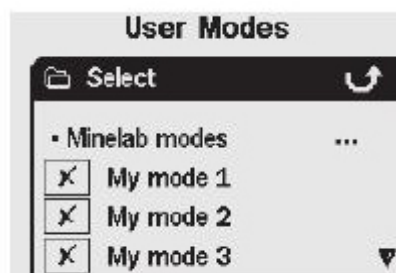 User Modes
Select
▪ Minelab modes ...
My mode 1
My mode 2
My mode 3